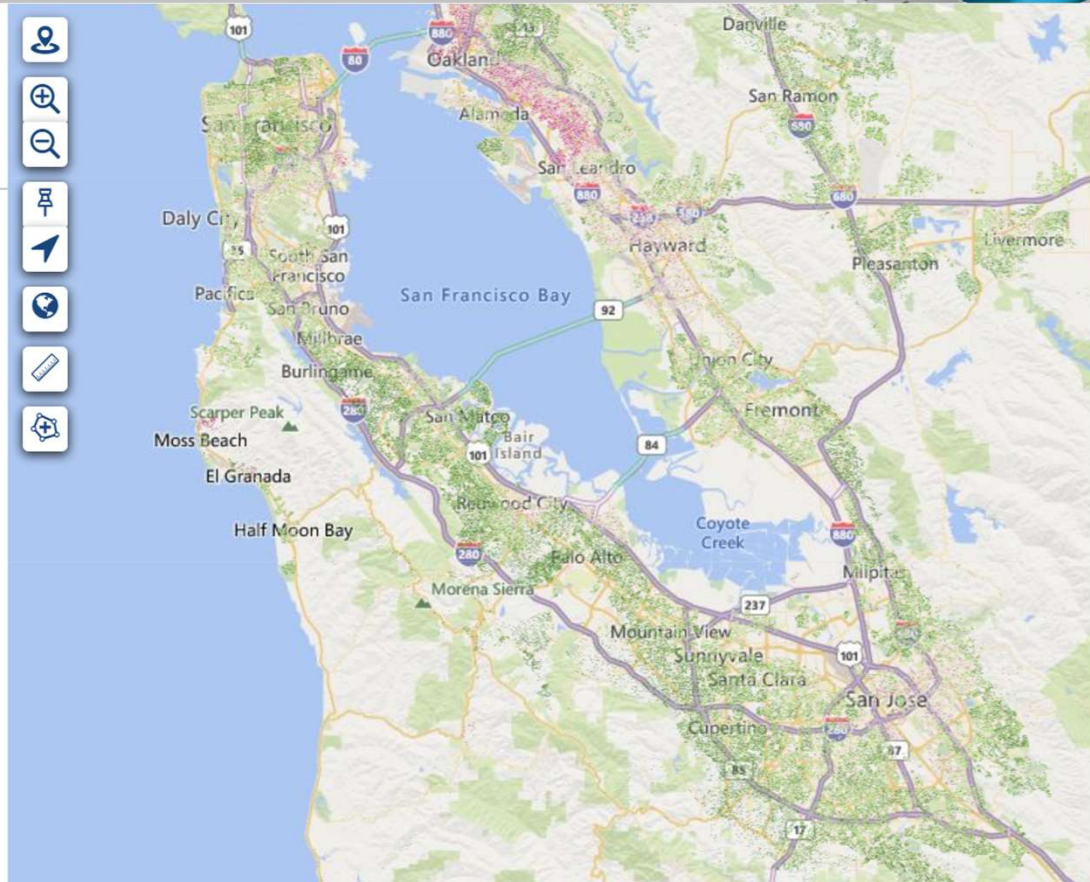 101
Danville
880
Oakland
80
San Ramon
Alameda
680
San Francisco
San Leandro
880
680
580
238
Daly City
101
Hayward
Livermore
35
South San
Francisco
Pleasanton
Pacifica
San Francisco Bay
San Bruno
92
Millbrae
Union City
Burlingame
280
Fremont
Scarper Peak
San Mateo
Moss Beach
Bair
Island
84
101
El Granada
Redwood City
Half Moon Bay
Coyote
Creek
880
280
Palo Alto
Milpitas
Morena Sierra
237
Mountain View
Sunnyvale
101
Santa Clara
San Jose
Cupertino
280
87
85
17